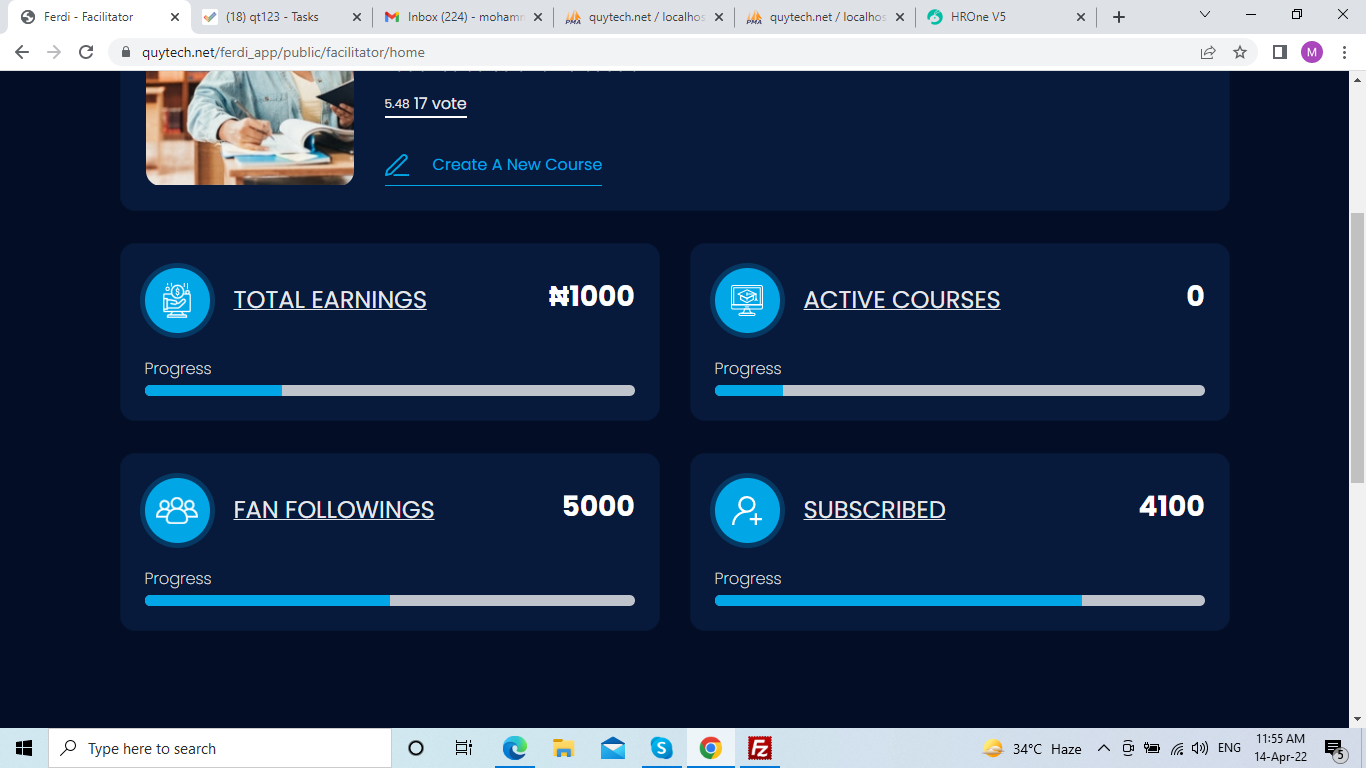 Ferdi - Facilitator
(18) qt123 - Tasks
Inbox (224) - mohamm
quytech.net / localhos
quytech.net / localhos
HROne V5
quytech.net/ferdi_app/public/facilitator/home
M
5.48 17 vote
Create A New Course
TOTAL EARNINGS
₦1000
Progress
ACTIVE COURSES
0
Progress
FAN FOLLOWINGS
5000
Progress
SUBSCRIBED
4100
Progress
Type here to search
34°C Haze
ENG
11:55 AM
14-Apr-22
5